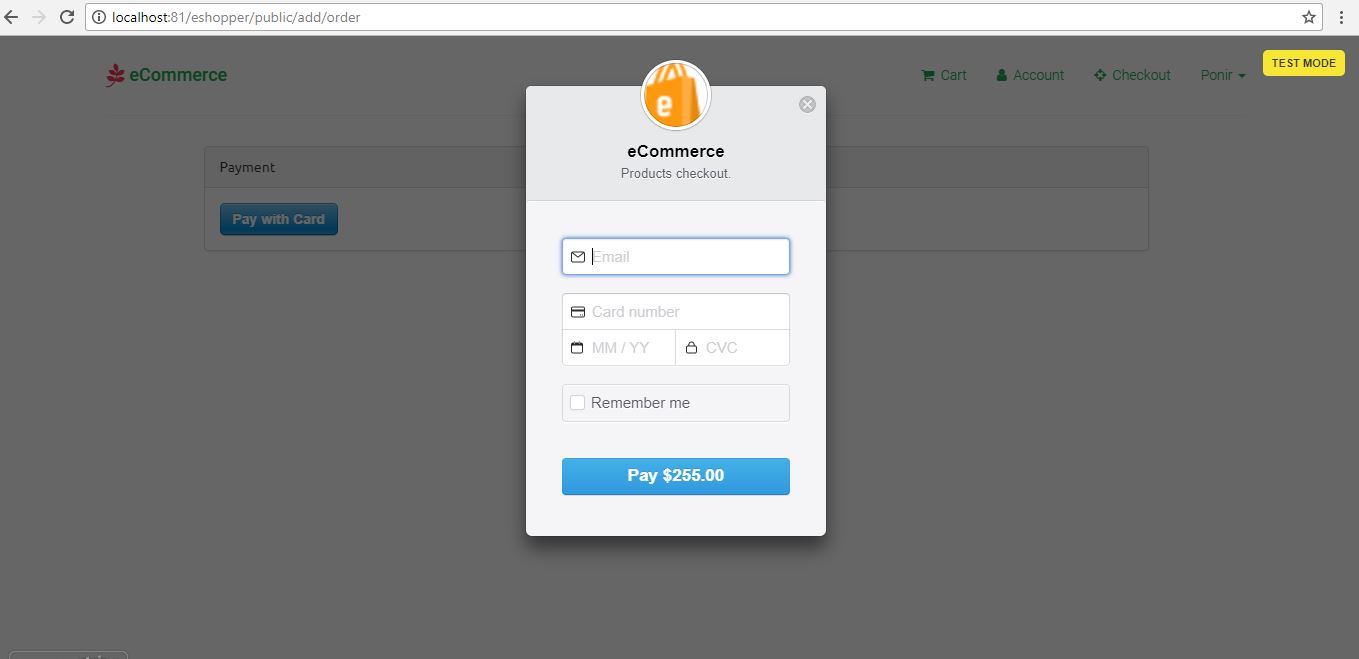 localhost:81/eshopper/public/add/order
eCommerce
Cart
Account
Checkout
Ponir
TEST MODE
Payment
Pay with Card
e
eCommerce
Products checkout.
Email
Card number
MM / YY
CVC
Remember me
Pay $255.00